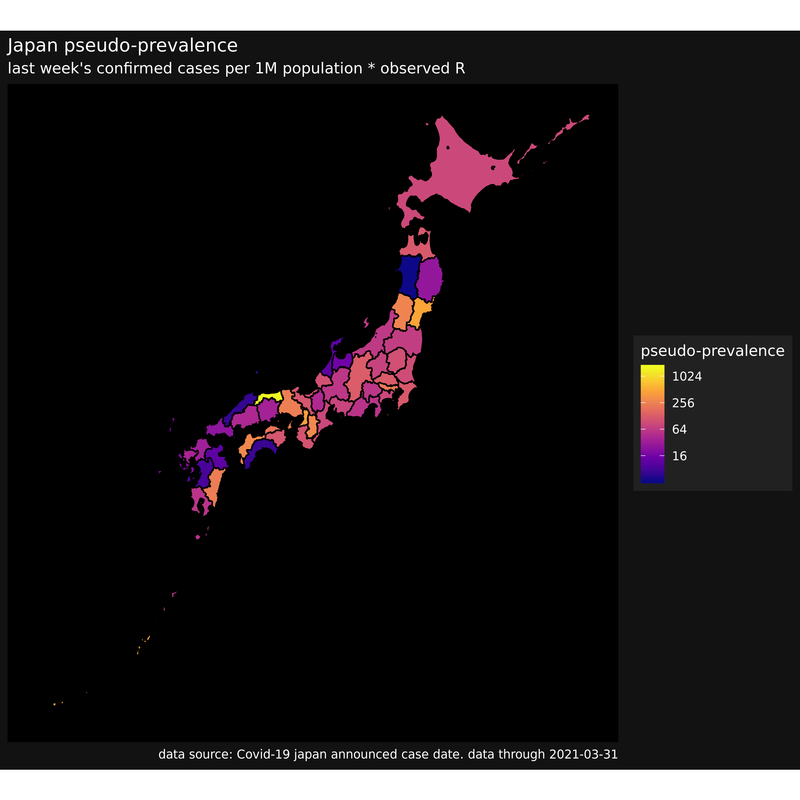 Japan pseudo-prevalence
last week's confirmed cases per 1M population * observed R
pseudo-prevalence
1024
256
64
16
data source: Covid-19 japan announced case date. data through 2021-03-31